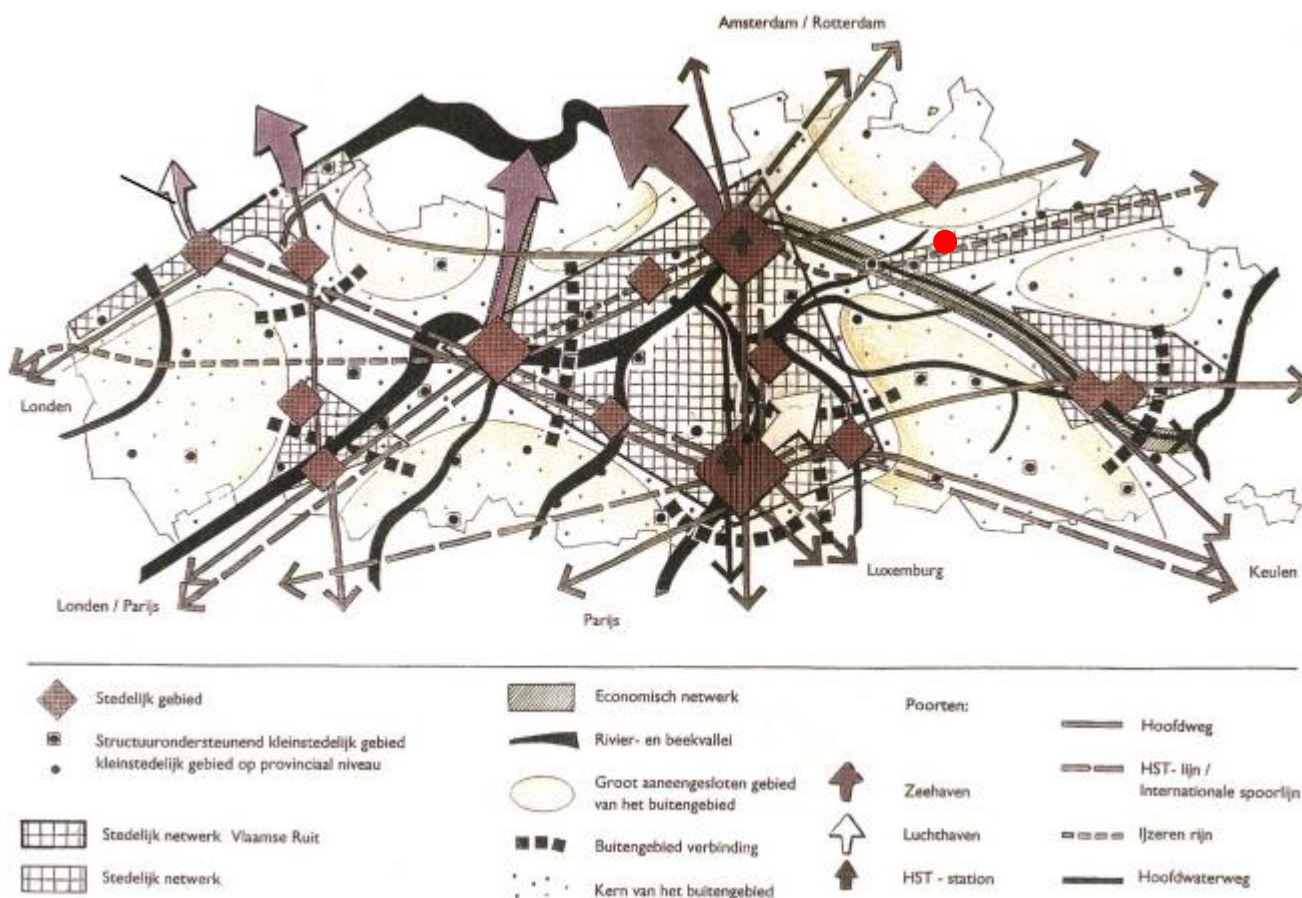 Amsterdam / Rotterdam
Londen
Londen / Parijs
Parijs
Luxemburg
Keulen
Stedelijk gebied
Structuurondersteunend kleinstedelijk gebied
kleinstedelijk gebied op provinciaal niveau
Stedelijk netwerk Vlaamse Ruit
Stedelijk netwerk
Economisch netwerk
Rivier- en beekvallei
Groot aaneengesloten gebied
van het buitengebied
Buitengebied verbinding
Kern van het buitengebied
Poorten:
Zeehaven
Luchthaven
HST - station
Hoofdweg
HST- lijn /
Internationale spoorlijn
IJzeren rijn
Hoofdwaterweg